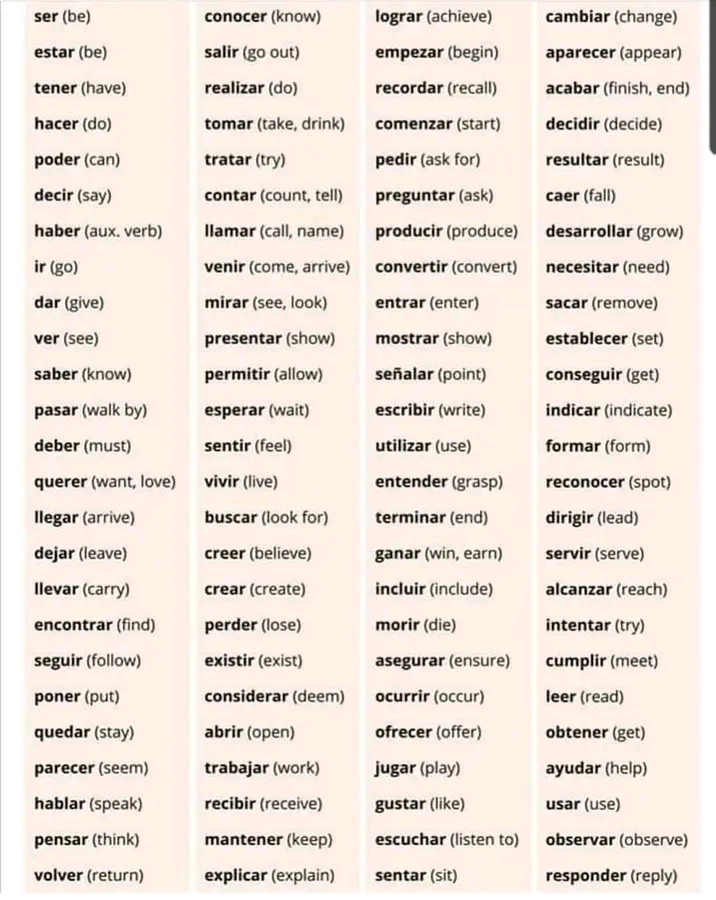 ser (be)
estar (be)
tener (have)
hacer (do)
poder (can)
decir (say)
haber (aux. verb)
ir (go)
dar (give)
ver (see)
saber (know)
pasar (walk by)
deber (must)
querer (want, love)
llegar (arrive)
dejar (leave)
llevar (carry)
encontrar (find)
seguir (follow)
poner (put)
quedar (stay)
parecer (seem)
hablar (speak)
pensar (think)
volver (return)
conocer (know)
salir (go out)
realizar (do)
tomar (take, drink)
tratar (try)
contar (count, tell)
llamar (call, name)
venir (come, arrive)
mirar (see, look)
presentar (show)
permitir (allow)
esperar (wait)
sentir (feel)
vivir (live)
buscar (look for)
creer (believe)
crear (create)
perder (lose)
existir (exist)
considerar (deem)
abrir (open)
trabajar (work)
recibir (receive)
mantener (keep)
explicar (explain)
lograr (achieve)
empezar (begin)
recordar (recall)
comenzar (start)
pedir (ask for)
preguntar (ask)
producir (produce)
convertir (convert)
entrar (enter)
mostrar (show)
señalar (point)
escribir (write)
utilizar (use)
entender (grasp)
terminar (end)
ganar (win, earn)
incluir (include)
morir (die)
asegurar (ensure)
ocurrir (occur)
ofrecer (offer)
jugar (play)
gustar (like)
escuchar (listen to)
sentar (sit)
cambiar (change)
aparecer (appear)
acabar (finish, end)
decidir (decide)
resultar (result)
caer (fall)
desarrollar (grow)
necesitar (need)
sacar (remove)
establecer (set)
conseguir (get)
indicar (indicate)
formar (form)
reconocer (spot)
dirigir (lead)
servir (serve)
alcanzar (reach)
intentar (try)
cumplir (meet)
leer (read)
obtener (get)
ayudar (help)
usar (use)
observar (observe)
responder (reply)